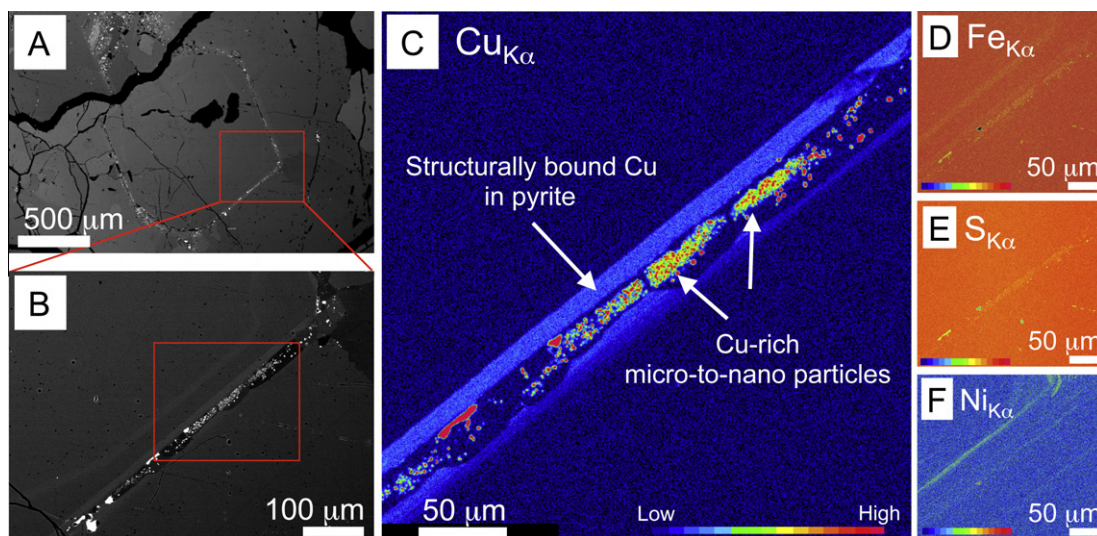 A
500 μm
B
100 μm
C CuKα
Structurally bound Cu
in pyrite
Cu-rich
micro-to-nano particles
50 μm
Low High
D FeKα
50 μm
E SKα
50 μm
F NiKα
50 μm